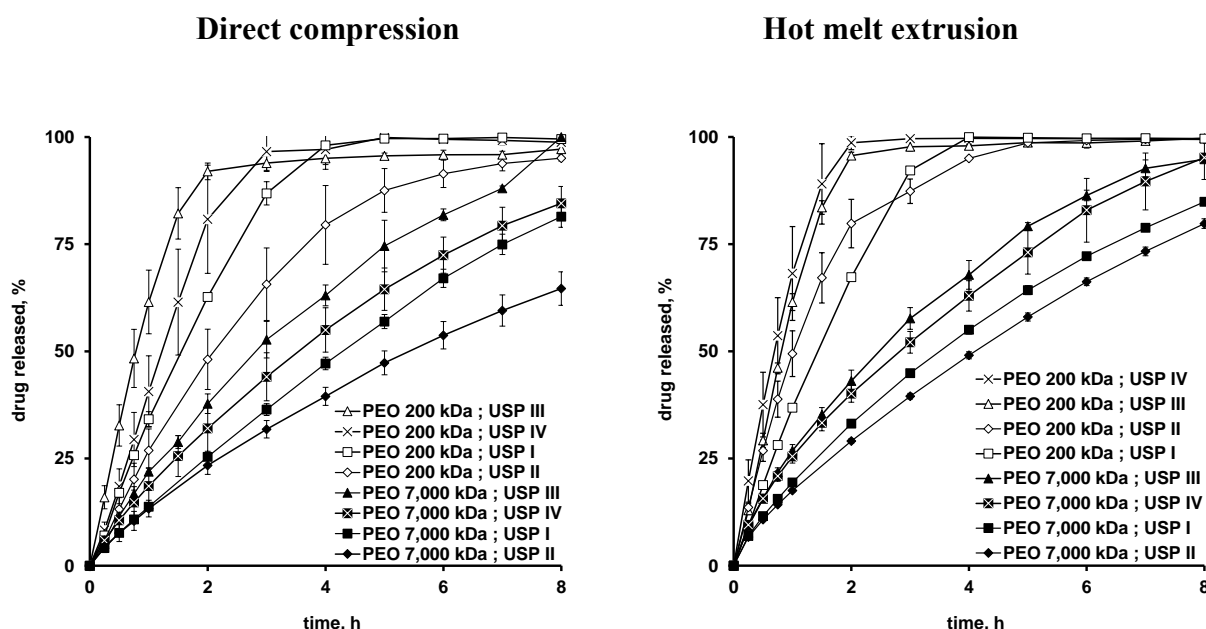 Direct compression
100
75
50
25
0
drug released, %
0 2 4 6 8
time, h
PEO 200 kDa ; USP III
PEO 200 kDa ; USP IV
PEO 200 kDa ; USP I
PEO 200 kDa ; USP II
PEO 7,000 kDa ; USP III
PEO 7,000 kDa ; USP IV
PEO 7,000 kDa ; USP I
PEO 7,000 kDa ; USP II
Hot melt extrusion
100
75
50
25
0
drug released, %
0 2 4 6 8
time, h
PEO 200 kDa ; USP IV
PEO 200 kDa ; USP III
PEO 200 kDa ; USP II
PEO 200 kDa ; USP I
PEO 7,000 kDa ; USP III
PEO 7,000 kDa ; USP IV
PEO 7,000 kDa ; USP I
PEO 7,000 kDa ; USP II